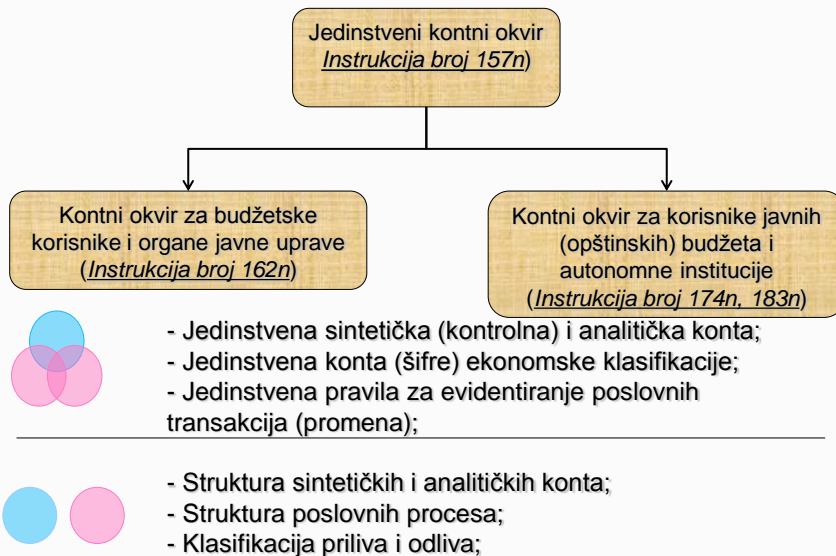 Jedinstveni kontni okvir
Instrukcija broj 157n)
Kontni okvir za budžetske
korisnike i organe javne uprave
(Instrukcija broj 162n)
Kontni okvir za korisnike javnih
(opštinskih) budžeta i
autonomne institucije
(Instrukcija broj 174n, 183n)
- Jedinstvena sintetička (kontrolna) i analitička konta;
- Jedinstvena konta (šifre) ekonomske klasifikacije;
- Jedinstvena pravila za evidentiranje poslovnih
transakcija (promena);
- Struktura sintetičkih i analitičkih konta;
- Struktura poslovnih procesa;
- Klasifikacija priliva i odliva;